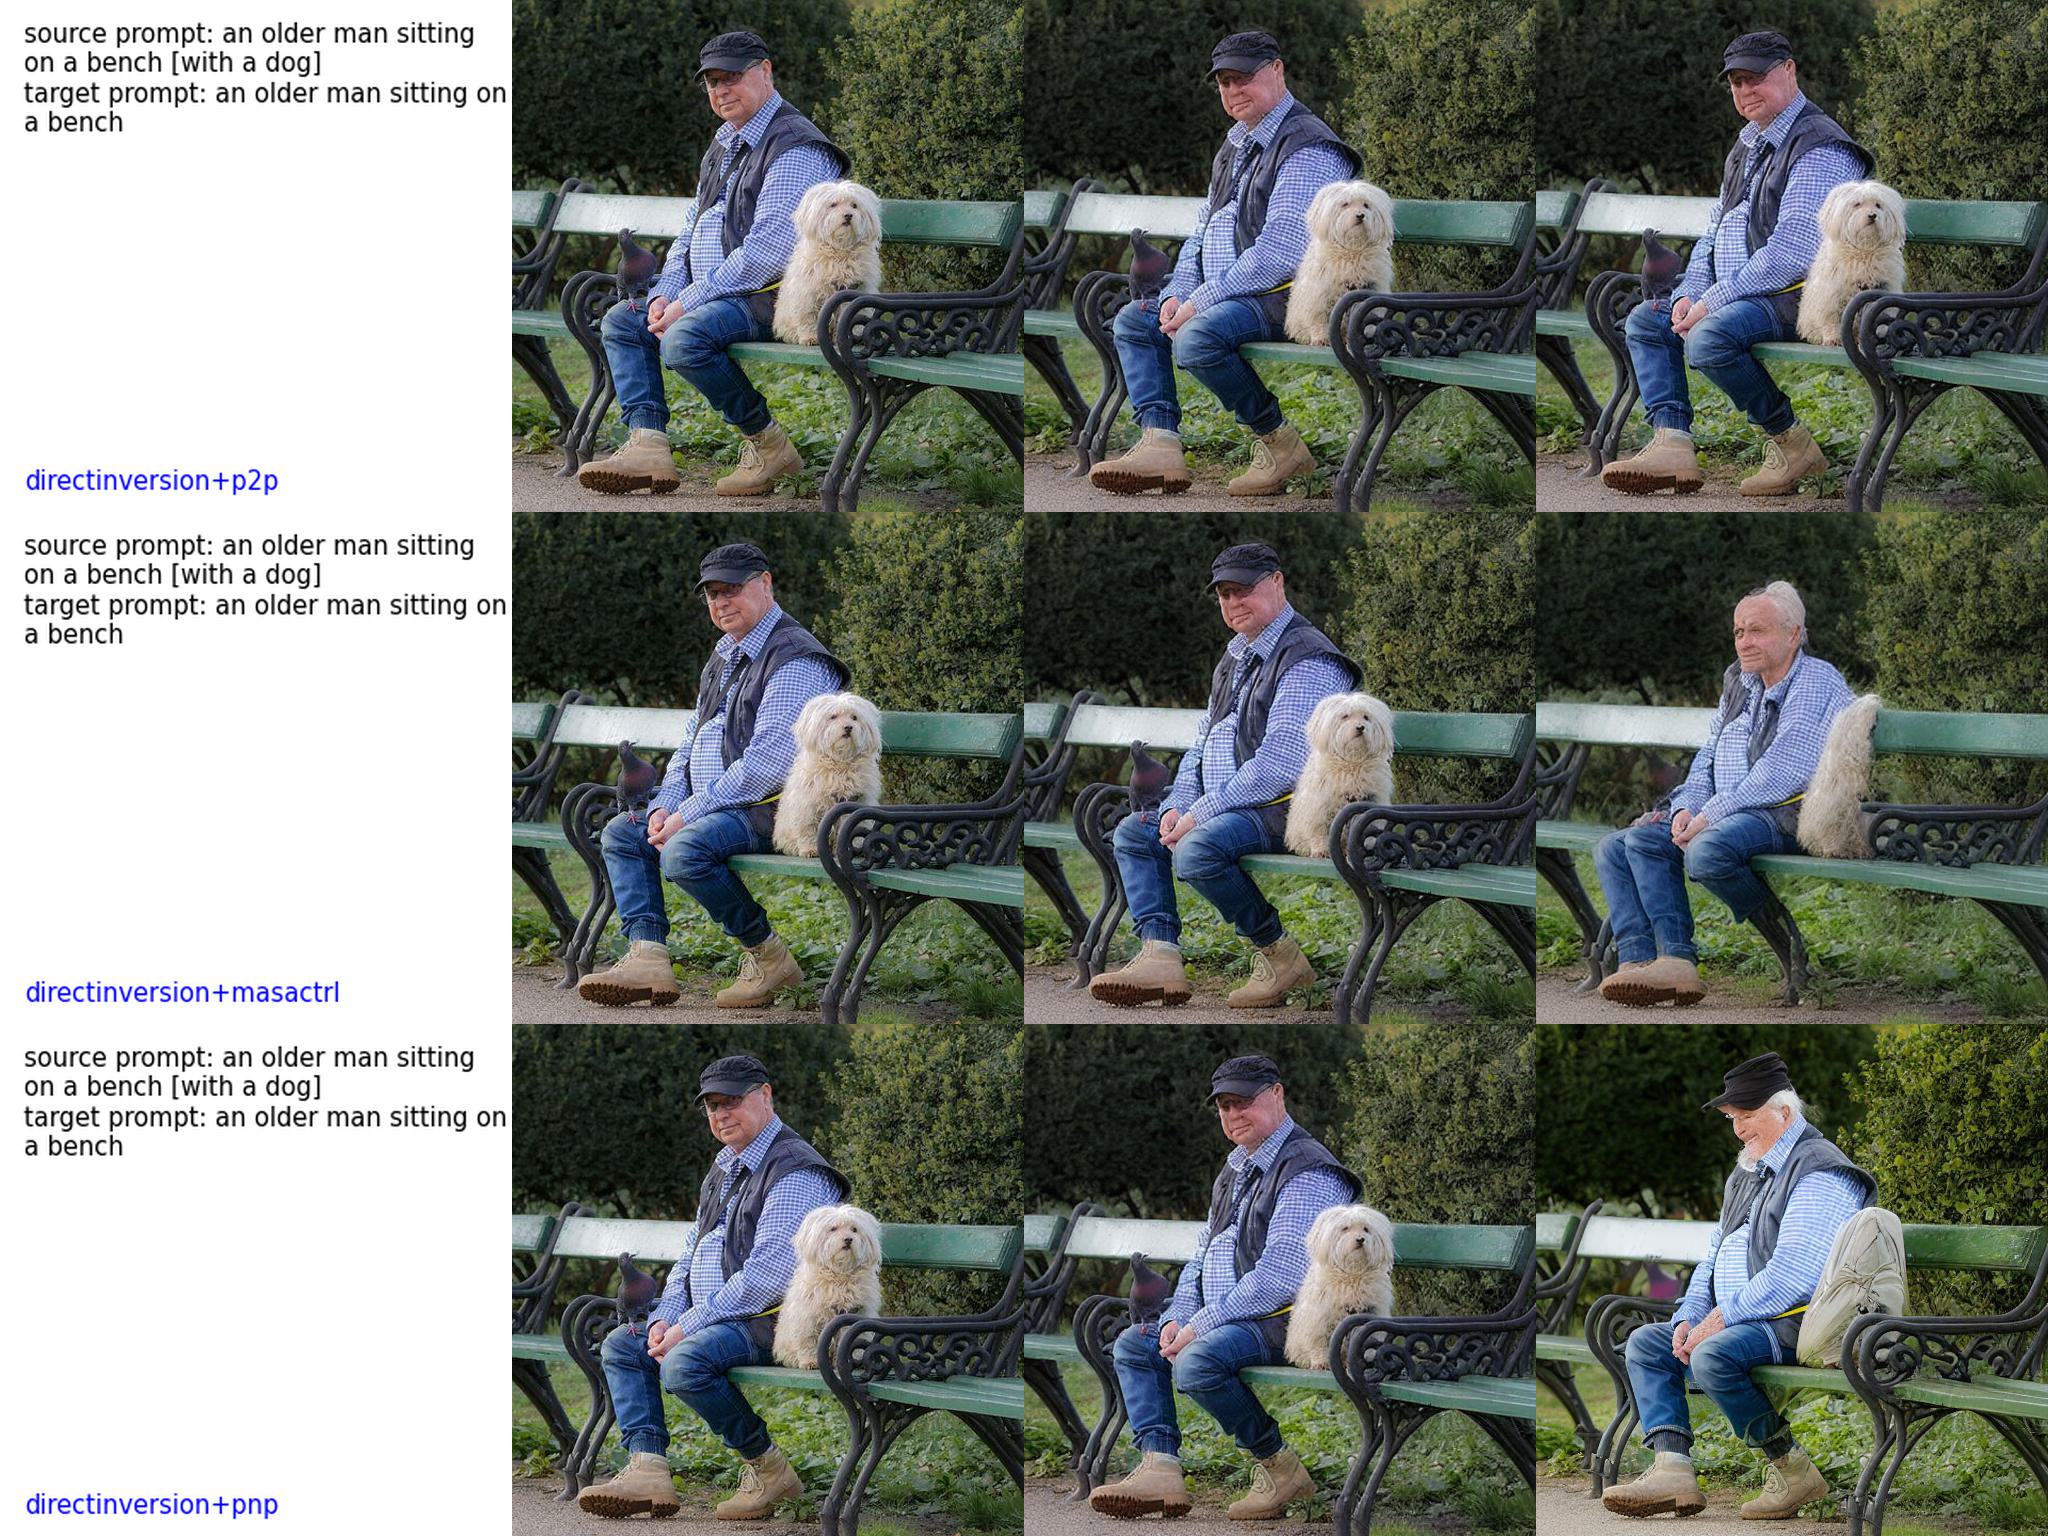 source prompt: an older man sitting
on a bench [with a dog]
target prompt: an older man sitting on
a bench
directinversion+p2p
source prompt: an older man sitting
on a bench [with a dog]
target prompt: an older man sitting on
a bench
directinversion+masactrl
source prompt: an older man sitting
on a bench [with a dog]
target prompt: an older man sitting on
a bench
directinversion+pnp